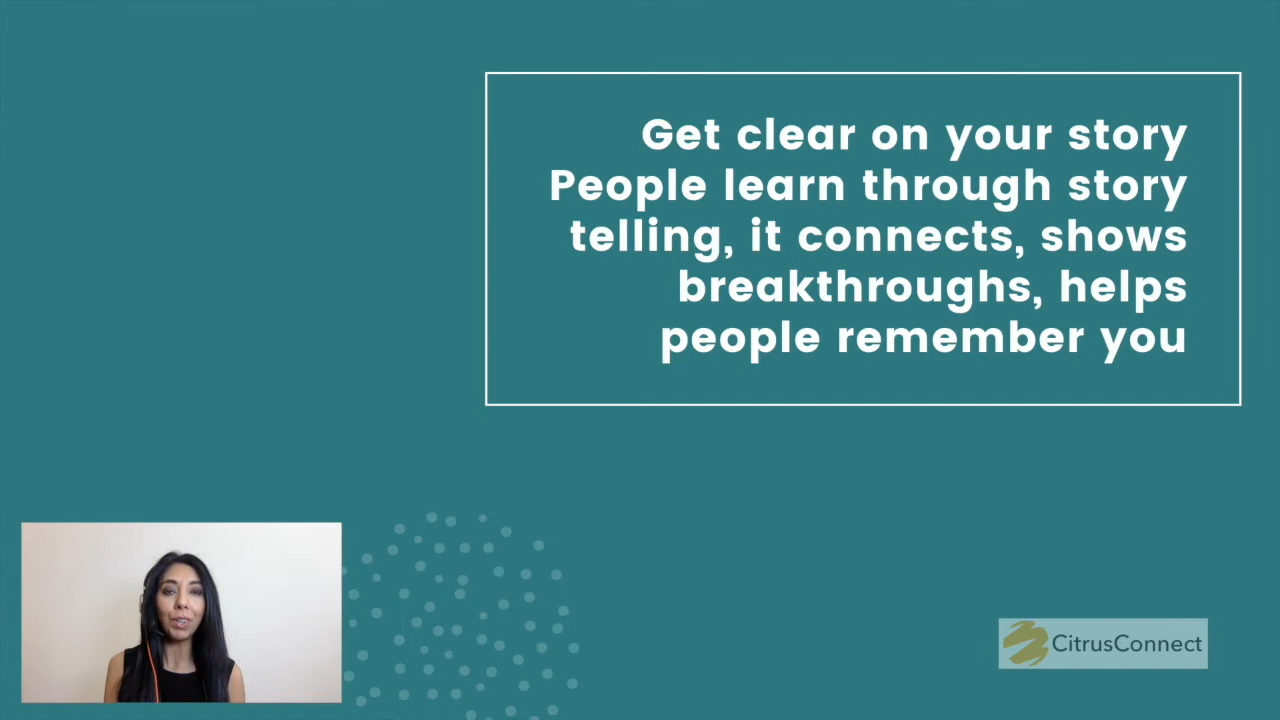 Get clear on your story
People learn through story
telling, it connects, shows
breakthroughs, helps
people remember you
CitrusConnect